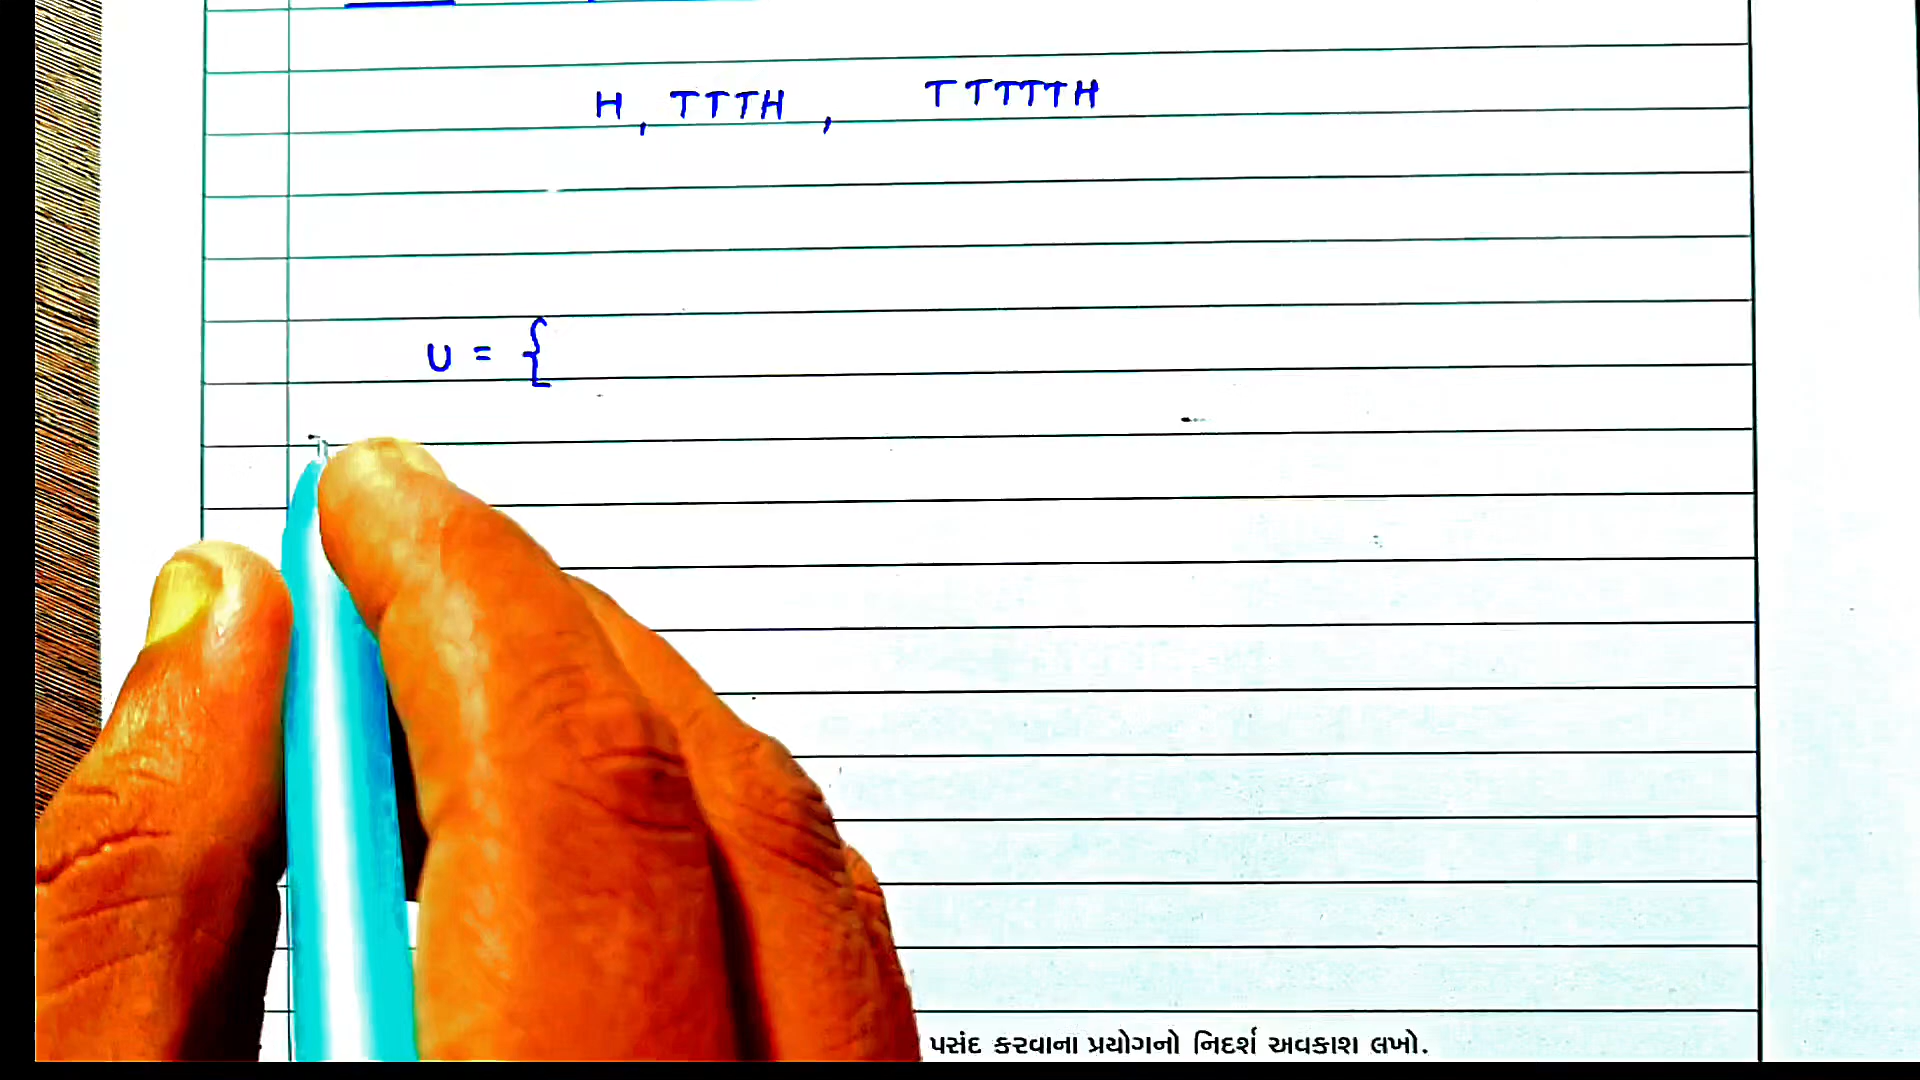 H, TTTH, TTTTTH
U = {
પસંદ કરવાના પ્રયોગનો નિદર્શ અવકાશ લખો.